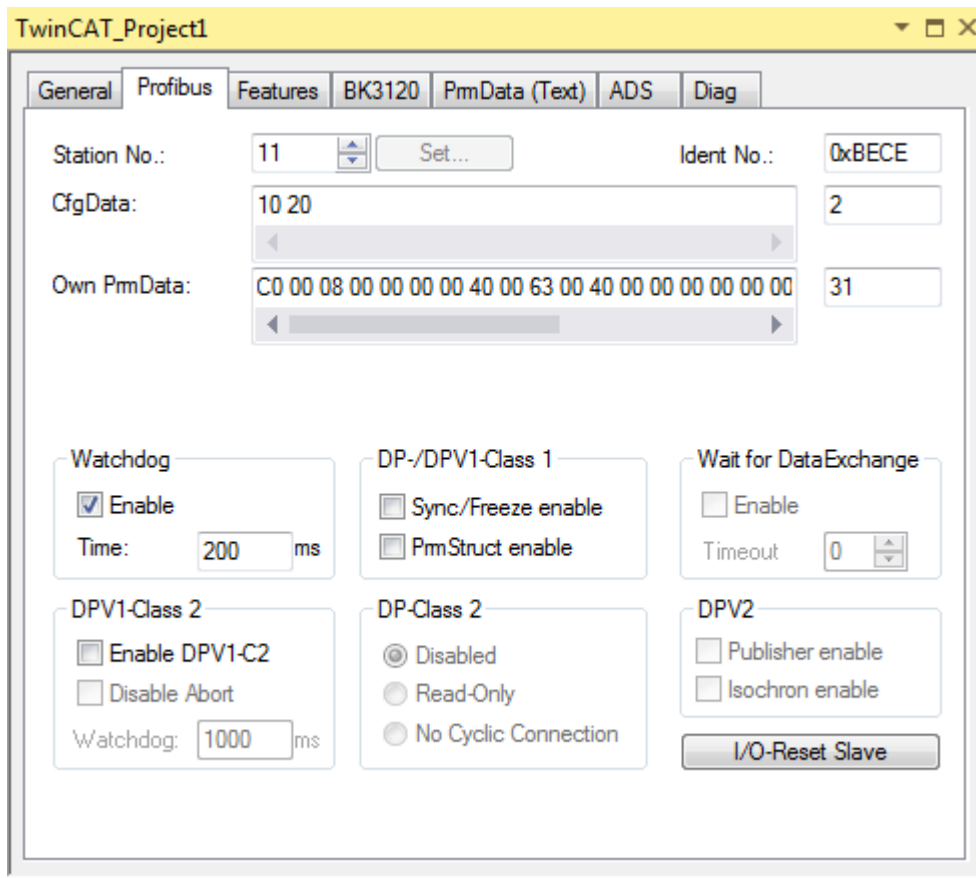 TwinCAT_Project1
General Profibus Features BK3120 PrmData (Text) ADS Diag
Station No.: 11 Set... Ident No.: 0xBECE
CfgData: 10 20 2
Own PrmData: C0 00 08 00 00 00 00 40 00 63 00 40 00 00 00 00 00 00 31
Watchdog DP-/DPV1-Class 1 Wait for DataExchange
Enable Sync/Freeze enable Enable
Time: 200 ms PrmStruct enable Timeout 0
DPV1-Class 2 DP-Class 2 DPV2
Enable DPV1-C2 Disabled Publisher enable
Disable Abort Read-Only Isochron enable
Watchdog: 1000 ms No Cyclic Connection I/O-Reset Slave